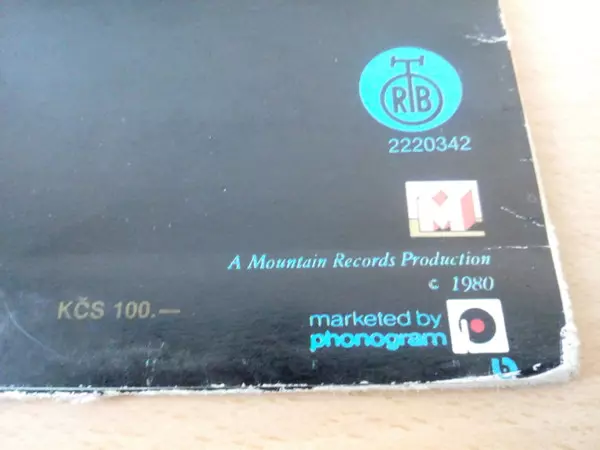 RTB
2220342
M
A Mountain Records Production
© 1980
KČS 100.—
marketed by
phonogram